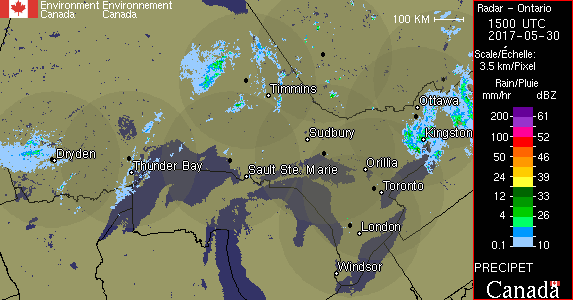 Environment Environnement
Canada Canada
100 KM
Radar - Ontario
1500 UTC
2017-05-30
Scale/Échelle:
3.5 km/Pixel
Rain/Pluie
mm/hr dBZ
200 61
100 52
50 46
24 39
12 33
4 26
0.1 10
PRECIPET
Canada
Timmins
Ottawa
Sudbury
Kingston
Dryden
Thunder Bay
Sault Ste. Marie
Orillia
Toronto
London
Windsor